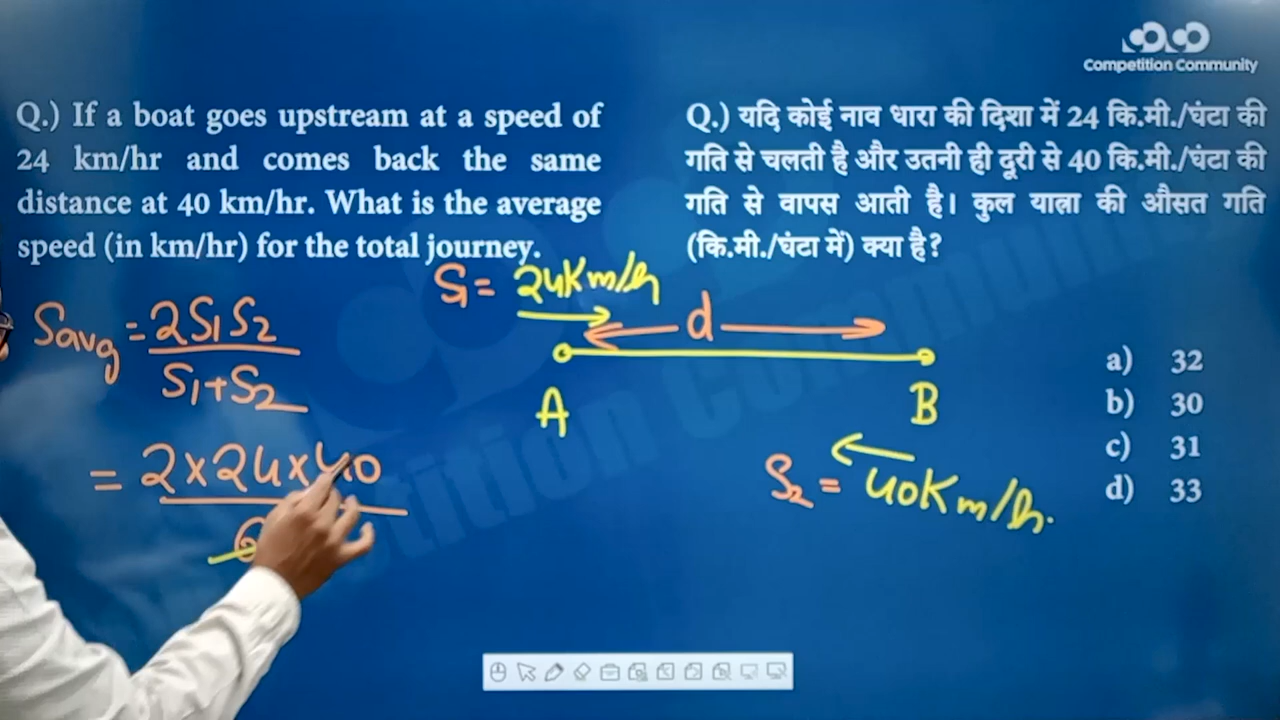 Competition Community
Q.) If a boat goes upstream at a speed of
24 km/hr and comes back the same
distance at 40 km/hr. What is the average
speed (in km/hr) for the total journey.
Q.) यदि कोई नाव धारा की दिशा में 24 कि.मी./घंटा की
गति से चलती है और उतनी ही दूरी से 40 कि.मी./घंटा की
गति से वापस आती है। कुल यात्रा की औसत गति
(कि.मी./घंटा में) क्या है?
S1 = 24Km/h
d
A
B
S2 = 40Km/h.
Savg = 2S1S2
S1+S2
= 2×24×40
a) 32
b) 30
c) 31
d) 33